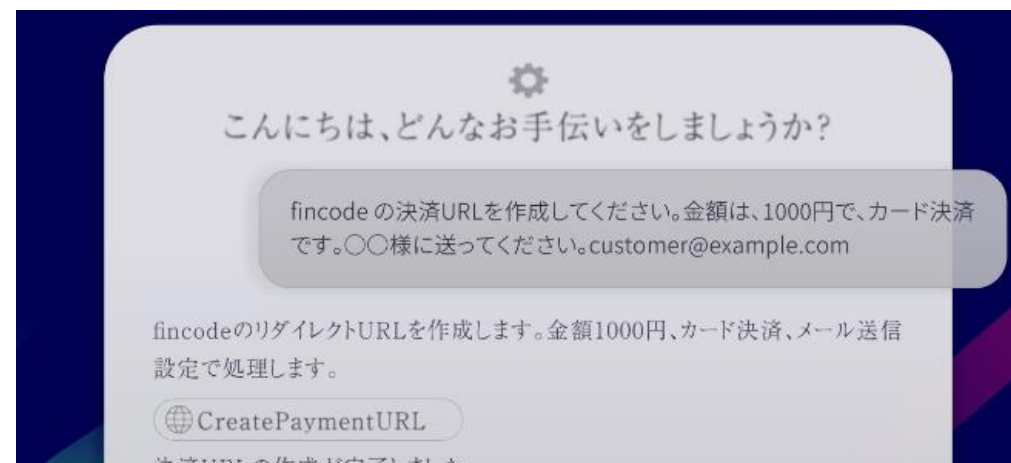 こんにちは、どんなお手伝いをしましょうか?
fincode の決済URLを作成してください。金額は、1000円で、カード決済
です。〇〇様に送ってください。customer@example.com
fincodeのリダイレクトURLを作成します。金額1000円、カード決済、メール送信
設定で処理します。
CreatePaymentURL